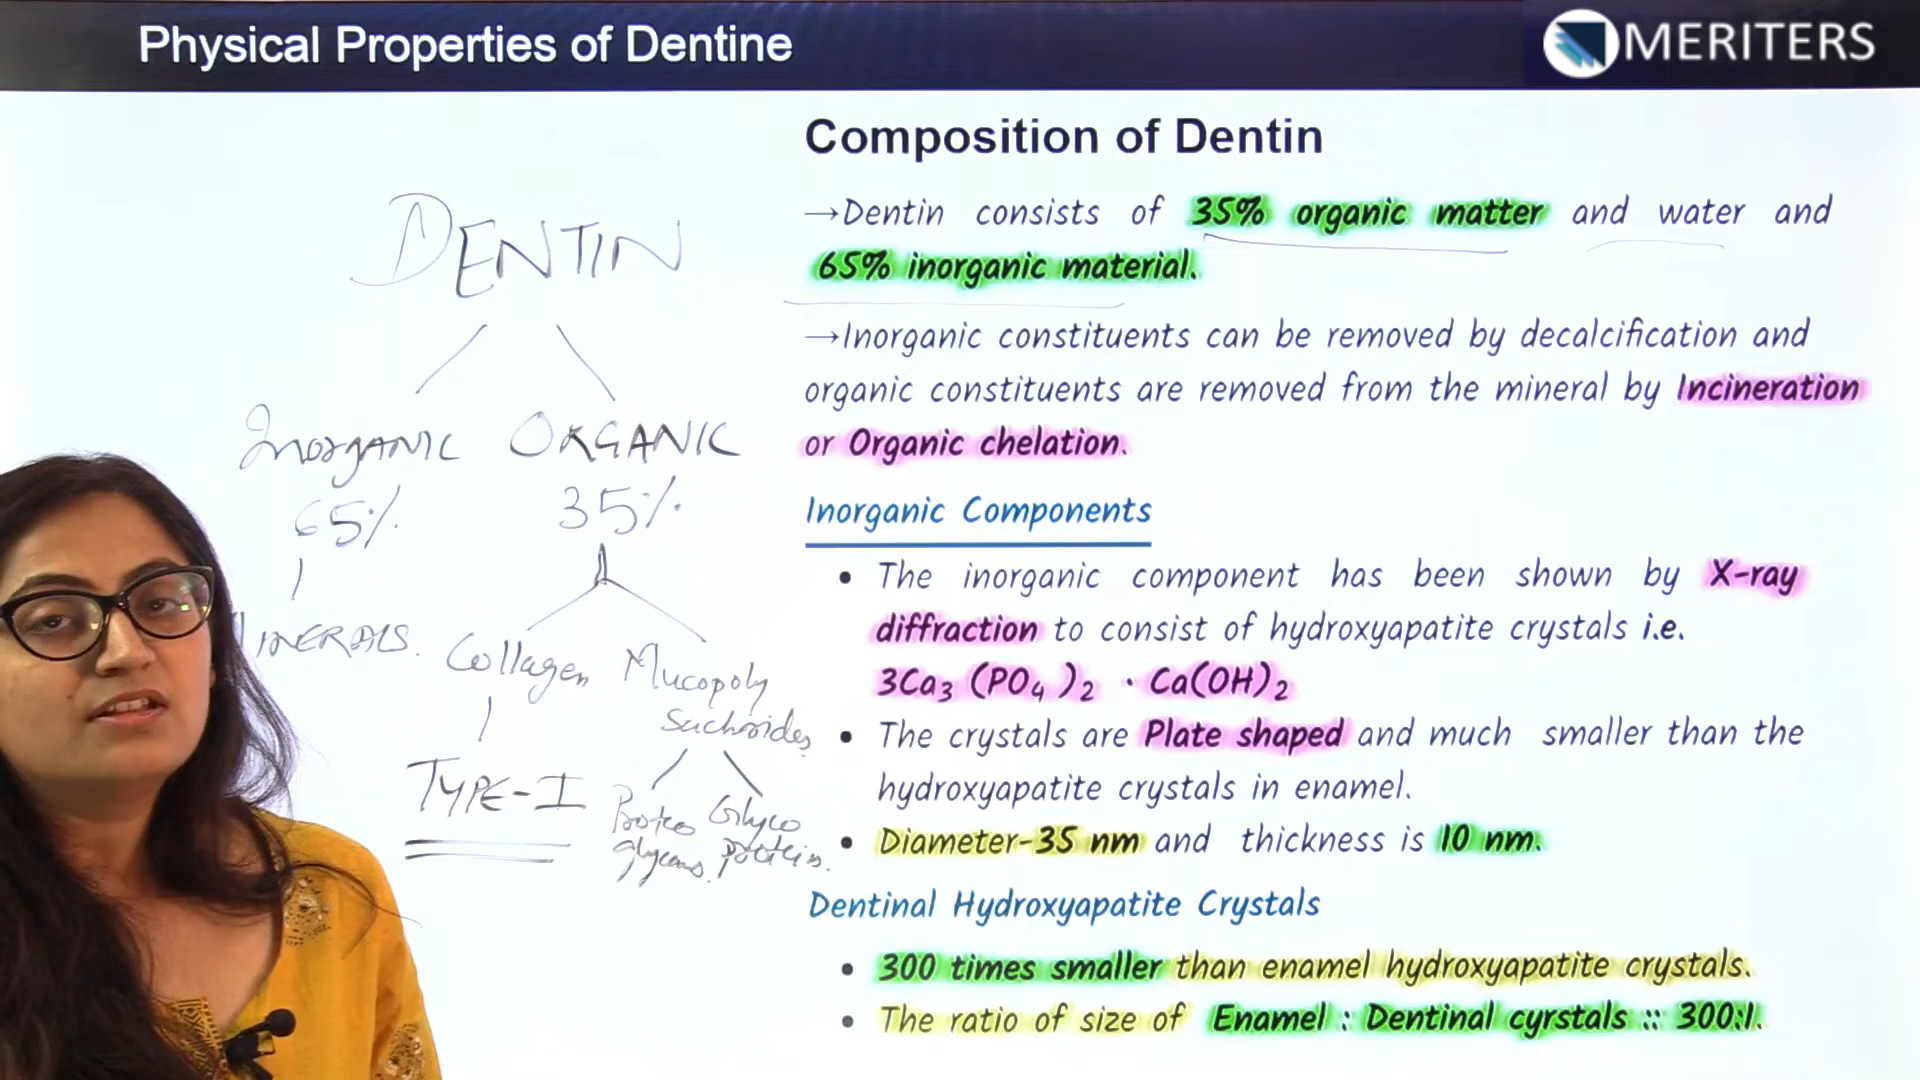 Physical Properties of Dentine
MERITERS
DENTIN
Inorganic ORGANIC
65% 35%
INERALS. Collagen Mucopoly
Sacharides
TYPE-I Proteo Glyco
glycans. proteins.
Composition of Dentin
→Dentin consists of 35% organic matter and water and
65% inorganic material.
→Inorganic constituents can be removed by decalcification and
organic constituents are removed from the mineral by Incineration
or Organic chelation.
Inorganic Components
• The inorganic component has been shown by X-ray
diffraction to consist of hydroxyapatite crystals i.e.
3Ca₃ (PO₄ )₂ · Ca(OH)₂
• The crystals are Plate shaped and much smaller than the
hydroxyapatite crystals in enamel.
• Diameter-35 nm and thickness is 10 nm.
Dentinal Hydroxyapatite Crystals
• 300 times smaller than enamel hydroxyapatite crystals.
• The ratio of size of Enamel : Dentinal cyrstals :: 300:1.